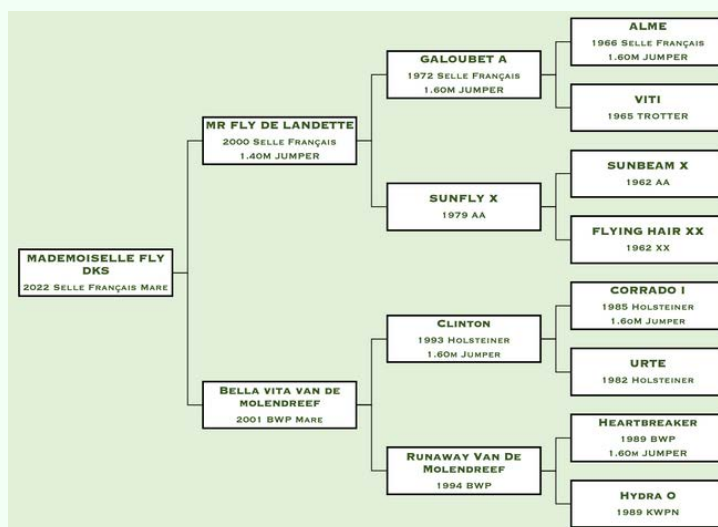 MADEMOISELLE FLY
DKS
2022 Selle Français Mare
MR FLY DE LANDETTE
2000 Selle Français
1.40M JUMPER
Bella vita van de
molendreef
2001 BWP Mare
GALOUBET A
1972 Selle Français
1.60M JUMPER
SUNFLY X
1979 AA
Clinton
1993 Holsteiner
1.60m Jumper
Runaway Van De
Molendreef
1994 BWP
ALME
1966 Selle Français
1.60M JUMPER
VITI
1965 TROTTER
SUNBEAM X
1962 AA
FLYING HAIR XX
1962 XX
CORRADO I
1985 Holsteiner
1.60M Jumper
URTE
1982 Holsteiner
Heartbreaker
1989 BWP
1.60m JUMPER
Hydra O
1989 KWPN